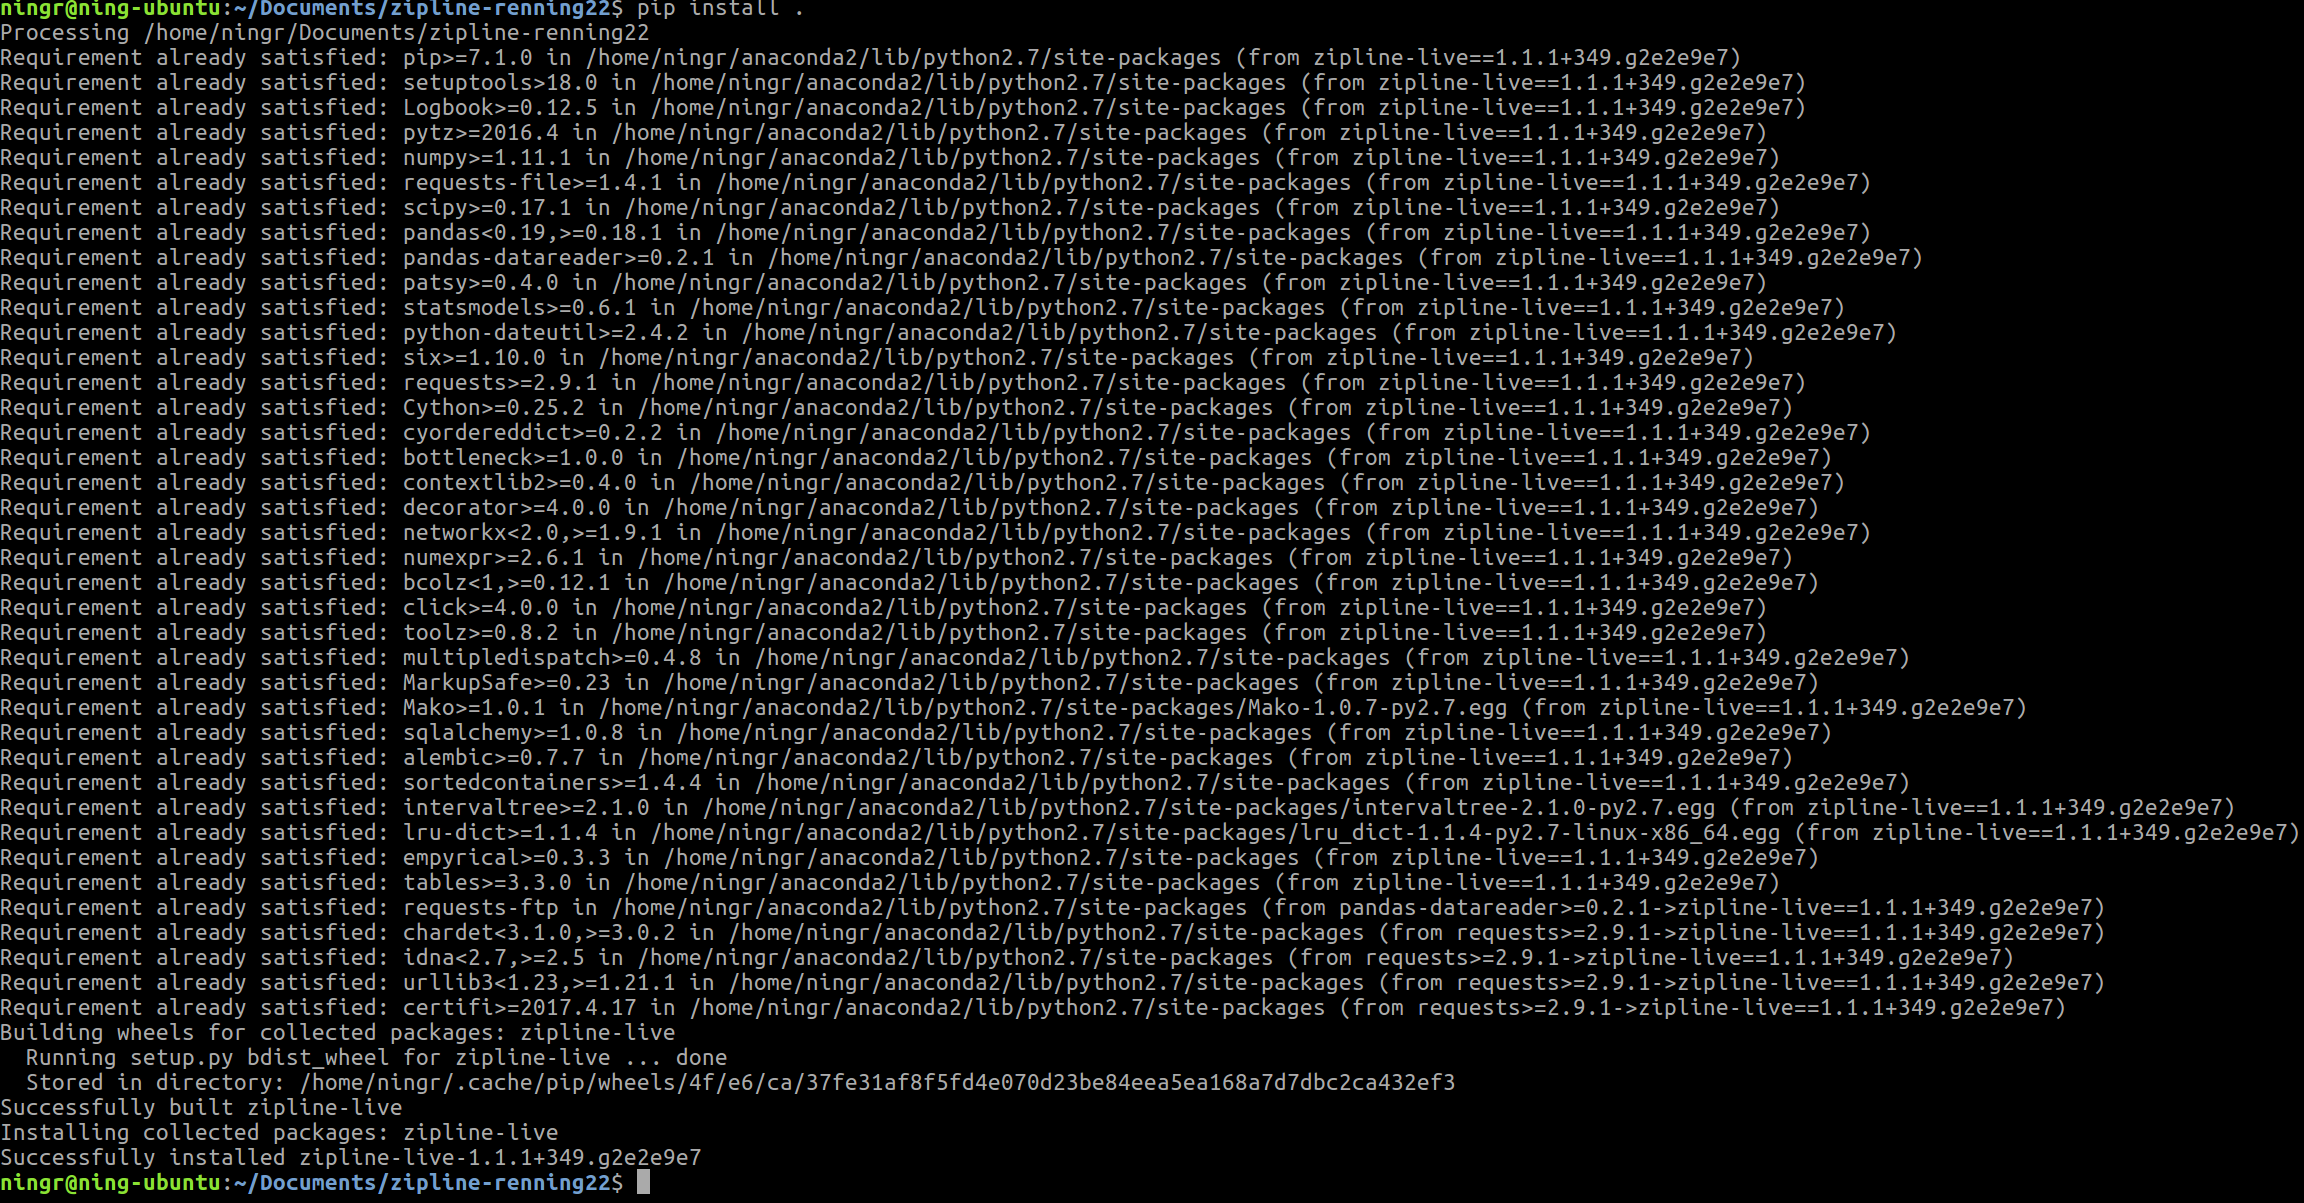 ningr@ning-ubuntu:~/Documents/zipline-renning22$ pip install .
Processing /home/ningr/Documents/zipline-renning22
Requirement already satisfied: pip>=7.1.0 in /home/ningr/anaconda2/lib/python2.7/site-packages (from zipline-live==1.1.1+349.g2e2e9e7)
Requirement already satisfied: setuptools>18.0 in /home/ningr/anaconda2/lib/python2.7/site-packages (from zipline-live==1.1.1+349.g2e2e9e7)
Requirement already satisfied: Logbook>=0.12.5 in /home/ningr/anaconda2/lib/python2.7/site-packages (from zipline-live==1.1.1+349.g2e2e9e7)
Requirement already satisfied: pytz>=2016.4 in /home/ningr/anaconda2/lib/python2.7/site-packages (from zipline-live==1.1.1+349.g2e2e9e7)
Requirement already satisfied: numpy>=1.11.1 in /home/ningr/anaconda2/lib/python2.7/site-packages (from zipline-live==1.1.1+349.g2e2e9e7)
Requirement already satisfied: requests-file>=1.4.1 in /home/ningr/anaconda2/lib/python2.7/site-packages (from zipline-live==1.1.1+349.g2e2e9e7)
Requirement already satisfied: scipy>=0.17.1 in /home/ningr/anaconda2/lib/python2.7/site-packages (from zipline-live==1.1.1+349.g2e2e9e7)
Requirement already satisfied: pandas<0.19,>=0.18.1 in /home/ningr/anaconda2/lib/python2.7/site-packages (from zipline-live==1.1.1+349.g2e2e9e7)
Requirement already satisfied: pandas-datareader>=0.2.1 in /home/ningr/anaconda2/lib/python2.7/site-packages (from zipline-live==1.1.1+349.g2e2e9e7)
Requirement already satisfied: patsy>=0.4.0 in /home/ningr/anaconda2/lib/python2.7/site-packages (from zipline-live==1.1.1+349.g2e2e9e7)
Requirement already satisfied: statsmodels>=0.6.1 in /home/ningr/anaconda2/lib/python2.7/site-packages (from zipline-live==1.1.1+349.g2e2e9e7)
Requirement already satisfied: python-dateutil>=2.4.2 in /home/ningr/anaconda2/lib/python2.7/site-packages (from zipline-live==1.1.1+349.g2e2e9e7)
Requirement already satisfied: six>=1.10.0 in /home/ningr/anaconda2/lib/python2.7/site-packages (from zipline-live==1.1.1+349.g2e2e9e7)
Requirement already satisfied: requests>=2.9.1 in /home/ningr/anaconda2/lib/python2.7/site-packages (from zipline-live==1.1.1+349.g2e2e9e7)
Requirement already satisfied: Cython>=0.25.2 in /home/ningr/anaconda2/lib/python2.7/site-packages (from zipline-live==1.1.1+349.g2e2e9e7)
Requirement already satisfied: cyordereddict>=0.2.2 in /home/ningr/anaconda2/lib/python2.7/site-packages (from zipline-live==1.1.1+349.g2e2e9e7)
Requirement already satisfied: bottleneck>=1.0.0 in /home/ningr/anaconda2/lib/python2.7/site-packages (from zipline-live==1.1.1+349.g2e2e9e7)
Requirement already satisfied: contextlib2>=0.4.0 in /home/ningr/anaconda2/lib/python2.7/site-packages (from zipline-live==1.1.1+349.g2e2e9e7)
Requirement already satisfied: decorator>=4.0.0 in /home/ningr/anaconda2/lib/python2.7/site-packages (from zipline-live==1.1.1+349.g2e2e9e7)
Requirement already satisfied: networkx<2.0,>=1.9.1 in /home/ningr/anaconda2/lib/python2.7/site-packages (from zipline-live==1.1.1+349.g2e2e9e7)
Requirement already satisfied: numexpr>=2.6.1 in /home/ningr/anaconda2/lib/python2.7/site-packages (from zipline-live==1.1.1+349.g2e2e9e7)
Requirement already satisfied: bcolz<1,>=0.12.1 in /home/ningr/anaconda2/lib/python2.7/site-packages (from zipline-live==1.1.1+349.g2e2e9e7)
Requirement already satisfied: click>=4.0.0 in /home/ningr/anaconda2/lib/python2.7/site-packages (from zipline-live==1.1.1+349.g2e2e9e7)
Requirement already satisfied: toolz>=0.8.2 in /home/ningr/anaconda2/lib/python2.7/site-packages (from zipline-live==1.1.1+349.g2e2e9e7)
Requirement already satisfied: multipledispatch>=0.4.8 in /home/ningr/anaconda2/lib/python2.7/site-packages (from zipline-live==1.1.1+349.g2e2e9e7)
Requirement already satisfied: MarkupSafe>=0.23 in /home/ningr/anaconda2/lib/python2.7/site-packages (from zipline-live==1.1.1+349.g2e2e9e7)
Requirement already satisfied: Mako>=1.0.1 in /home/ningr/anaconda2/lib/python2.7/site-packages/Mako-1.0.7-py2.7.egg (from zipline-live==1.1.1+349.g2e2e9e7)
Requirement already satisfied: sqlalchemy>=1.0.8 in /home/ningr/anaconda2/lib/python2.7/site-packages (from zipline-live==1.1.1+349.g2e2e9e7)
Requirement already satisfied: alembic>=0.7.7 in /home/ningr/anaconda2/lib/python2.7/site-packages (from zipline-live==1.1.1+349.g2e2e9e7)
Requirement already satisfied: sortedcontainers>=1.4.4 in /home/ningr/anaconda2/lib/python2.7/site-packages (from zipline-live==1.1.1+349.g2e2e9e7)
Requirement already satisfied: intervaltree>=2.1.0 in /home/ningr/anaconda2/lib/python2.7/site-packages/intervaltree-2.1.0-py2.7.egg (from zipline-live==1.1.1+349.g2e2e9e7)
Requirement already satisfied: lru-dict>=1.1.4 in /home/ningr/anaconda2/lib/python2.7/site-packages/lru_dict-1.1.4-py2.7-linux-x86_64.egg (from zipline-live==1.1.1+349.g2e2e9e7)
Requirement already satisfied: empyrical>=0.3.3 in /home/ningr/anaconda2/lib/python2.7/site-packages (from zipline-live==1.1.1+349.g2e2e9e7)
Requirement already satisfied: tables>=3.3.0 in /home/ningr/anaconda2/lib/python2.7/site-packages (from zipline-live==1.1.1+349.g2e2e9e7)
Requirement already satisfied: requests-ftp in /home/ningr/anaconda2/lib/python2.7/site-packages (from pandas-datareader>=0.2.1->zipline-live==1.1.1+349.g2e2e9e7)
Requirement already satisfied: chardet<3.1.0,>=3.0.2 in /home/ningr/anaconda2/lib/python2.7/site-packages (from requests>=2.9.1->zipline-live==1.1.1+349.g2e2e9e7)
Requirement already satisfied: idna<2.7,>=2.5 in /home/ningr/anaconda2/lib/python2.7/site-packages (from requests>=2.9.1->zipline-live==1.1.1+349.g2e2e9e7)
Requirement already satisfied: urllib3<1.23,>=1.21.1 in /home/ningr/anaconda2/lib/python2.7/site-packages (from requests>=2.9.1->zipline-live==1.1.1+349.g2e2e9e7)
Requirement already satisfied: certifi>=2017.4.17 in /home/ningr/anaconda2/lib/python2.7/site-packages (from requests>=2.9.1->zipline-live==1.1.1+349.g2e2e9e7)
Building wheels for collected packages: zipline-live
  Running setup.py bdist_wheel for zipline-live ... done
  Stored in directory: /home/ningr/.cache/pip/wheels/4f/e6/ca/37fe31af8f5fd4e070d23be84eea5ea168a7d7dbc2ca432ef3
Successfully built zipline-live
Installing collected packages: zipline-live
Successfully installed zipline-live-1.1.1+349.g2e2e9e7
ningr@ning-ubuntu:~/Documents/zipline-renning22$